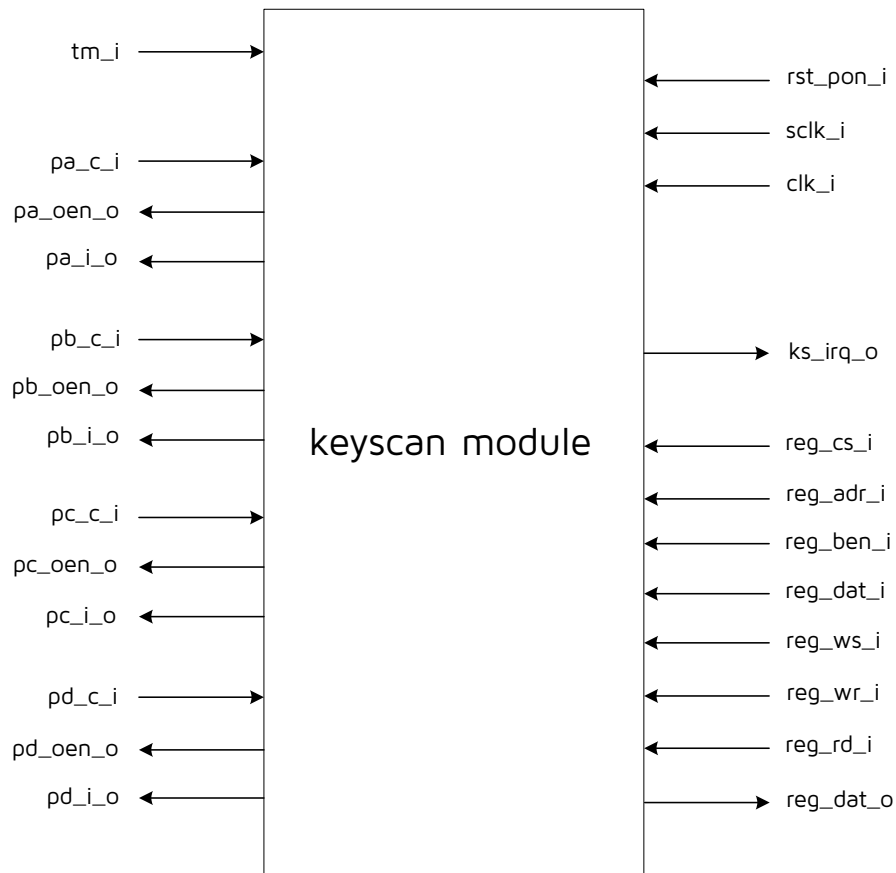 tm_i
pa_c_i
pa_oen_o
pa_i_o
pb_c_i
pb_oen_o
pb_i_o
pc_c_i
pc_oen_o
pc_i_o
pd_c_i
pd_oen_o
pd_i_o
keyscan module
rst_pon_i
sclk_i
clk_i
ks_irq_o
reg_cs_i
reg_adr_i
reg_ben_i
reg_dat_i
reg_ws_i
reg_wr_i
reg_rd_i
reg_dat_o